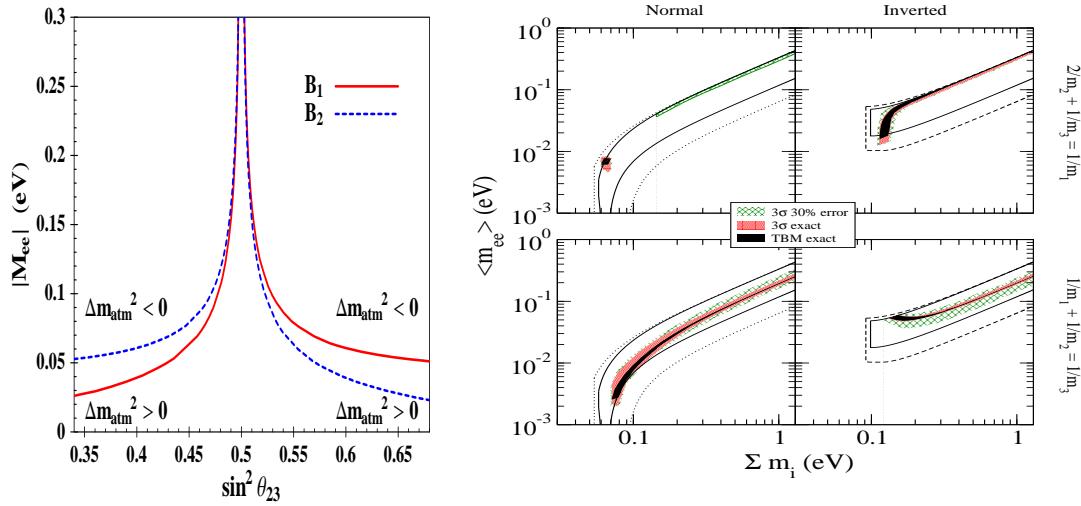 0.3
0.25
0.2
0.15
0.1
0.05
0
|M_ee| (eV)
B_1
B_2
Δm_atm^2 < 0
Δm_atm^2 < 0
Δm_atm^2 > 0
Δm_atm^2 > 0
0.35 0.4 0.45 0.5 0.55 0.6 0.65
sin^2 θ_23
Normal
Inverted
10^0
10^-1
10^-2
10^-3
10^0
10^-1
10^-2
10^-3
<m_ee> (eV)
3σ 30% error
3σ exact
TBM exact
2/m_2 + 1/m_3 = 1/m_1
1/m_1 + 1/m_2 = 1/m_3
0.1 1 0.1 1
Σ m_i (eV)